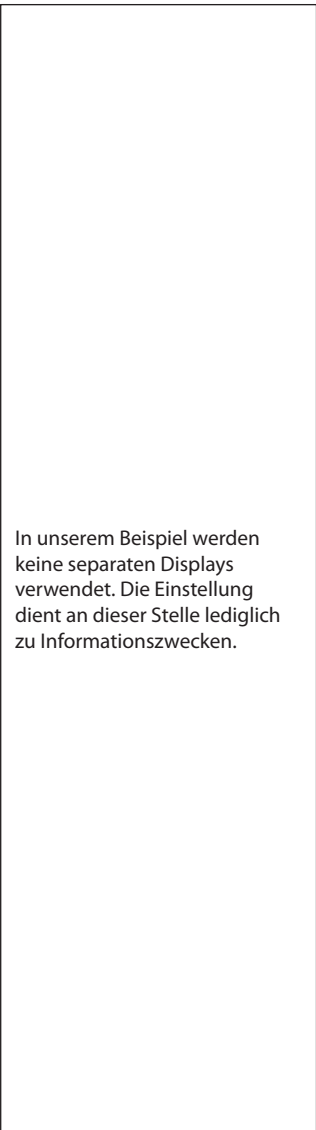 In unserem Beispiel werden
keine separaten Displays
verwendet. Die Einstellung
dient an dieser Stelle lediglich
zu Informationszwecken.